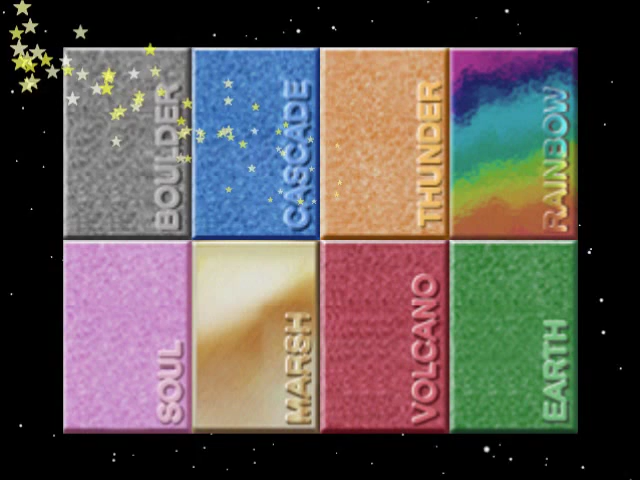 BOULDER
CASCADE
THUNDER
RAINBOW
SOUL
MARSH
VOLCANO
EARTH